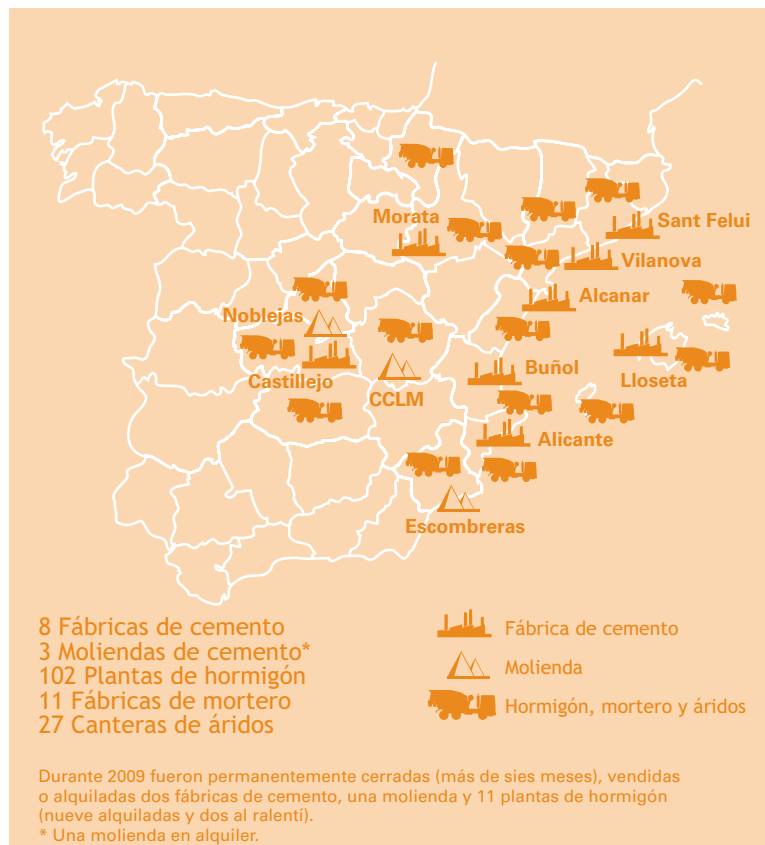 Morata
Sant Felui
Vilanova
Alcanar
Noblejas
Castillejo
CCLM
Buñol
Lloseta
Alicante
Escombreras
8 Fábricas de cemento
3 Moliendas de cemento*
102 Plantas de hormigón
11 Fábricas de mortero
27 Canteras de áridos
Fábrica de cemento
Molienda
Hormigón, mortero y áridos
Durante 2009 fueron permanentemente cerradas (más de sies meses), vendidas
o alquiladas dos fábricas de cemento, una molienda y 11 plantas de hormigón
(nueve alquiladas y dos al ralentí).
* Una molienda en alquiler.